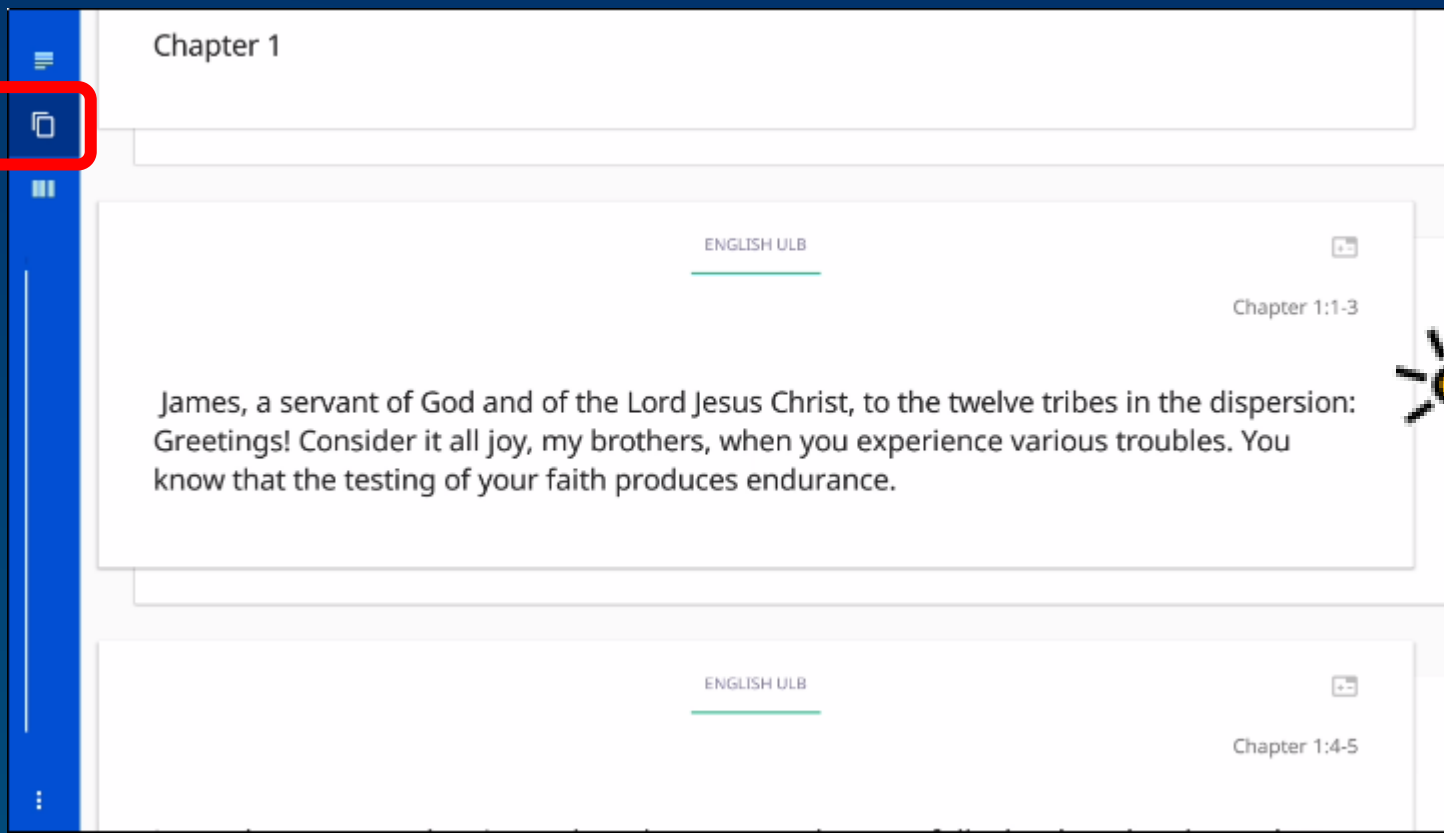 Chapter 1
ENGLISH ULB
Chapter 1:1-3
James, a servant of God and of the Lord Jesus Christ, to the twelve tribes in the dispersion:
Greetings! Consider it all joy, my brothers, when you experience various troubles. You
know that the testing of your faith produces endurance.
ENGLISH ULB
Chapter 1:4-5